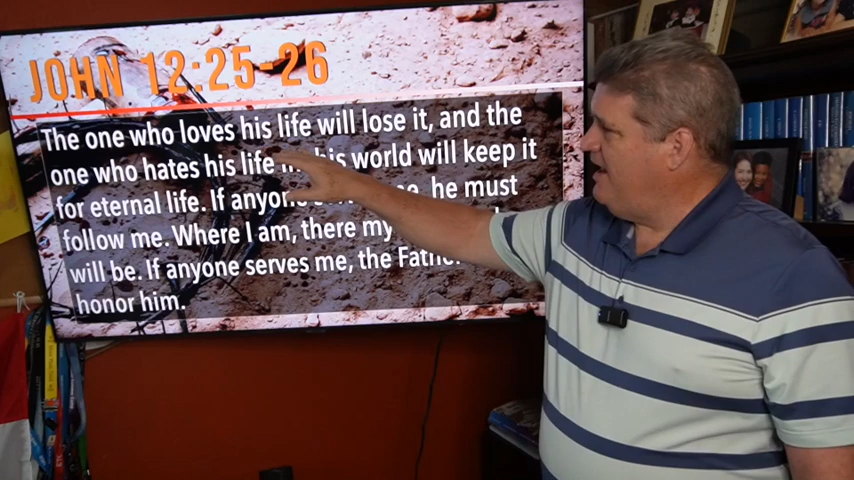 JOHN 12:25-26
The one who loves his life will lose it, and the
one who hates his life his world will keep it
for eternal life. If anyone he must
follow me. Where I am, there my
will be. If anyone serves me, the Father
honor him.